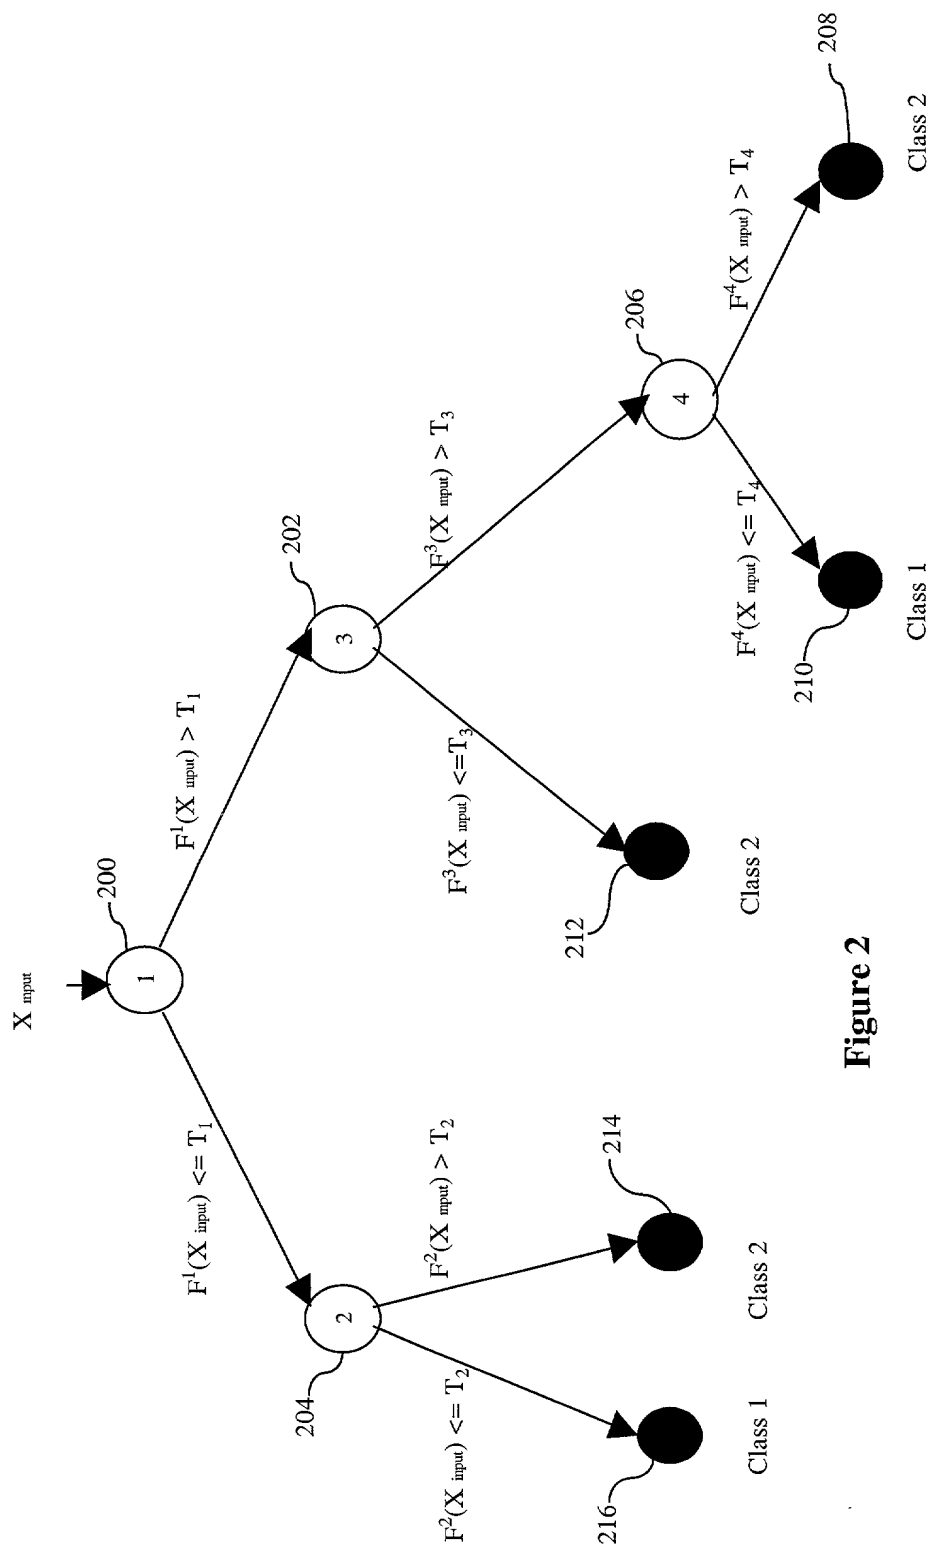 X input
200
1
F¹(X input) <= T₁
F¹(X input) > T₁
204
2
202
3
F²(X input) <= T₂
F²(X input) > T₂
F³(X input) <=T₃
F³(X input) > T₃
206
4
216
214
212
F⁴(X input) <= T₄
F⁴(X input) > T₄
210
208
Class 1
Class 2
Class 2
Class 1
Class 2
Figure 2